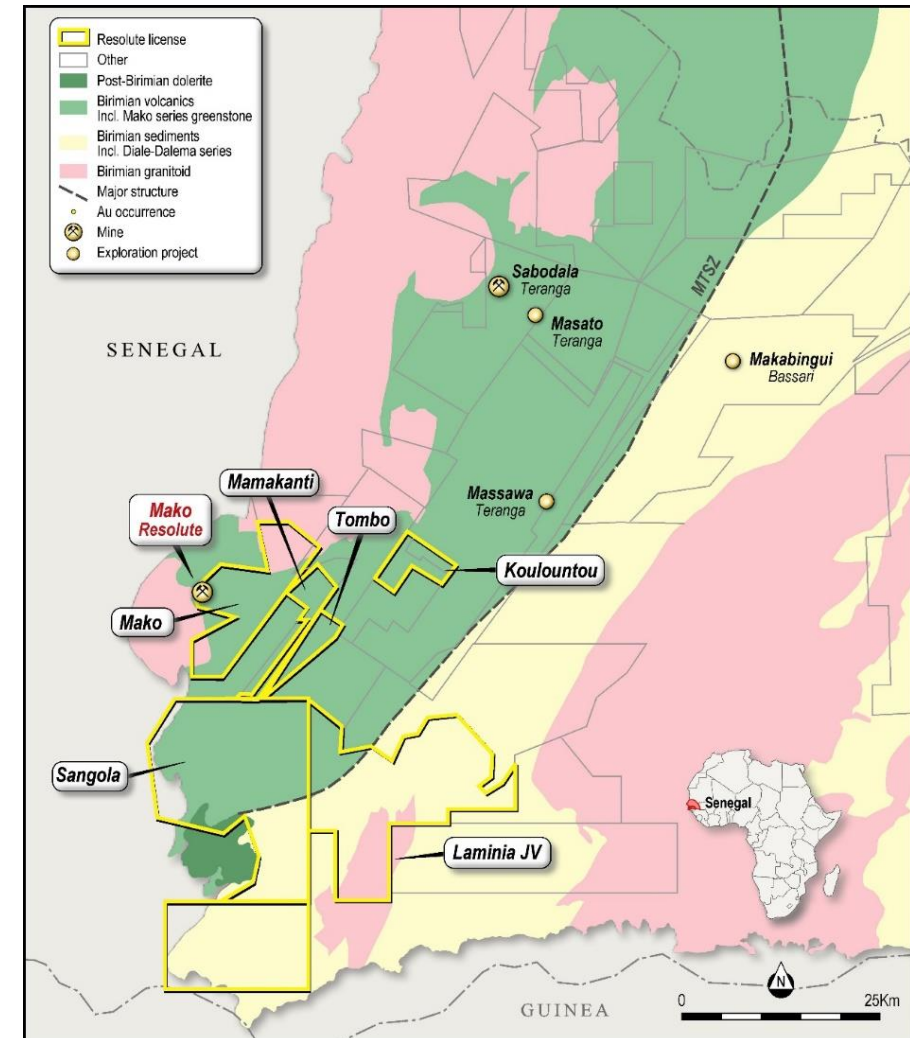 Resolute license
Other
Post-Birimian dolerite
Birimian volcanics
Incl. Mako series greenstone
Birimian sediments
Incl. Diale-Dalema series
Birimian granitoid
Major structure
Au occurrence
Mine
Exploration project
MTSZ
Sabodala
Teranga
Masato
Teranga
SENEGAL
Makabingui
Bassari
Mamakanti
Massawa
Teranga
Mako
Resolute
Tombo
Koulountou
Mako
Sangola
Senegal
Laminia JV
N
GUINEA
0 25Km